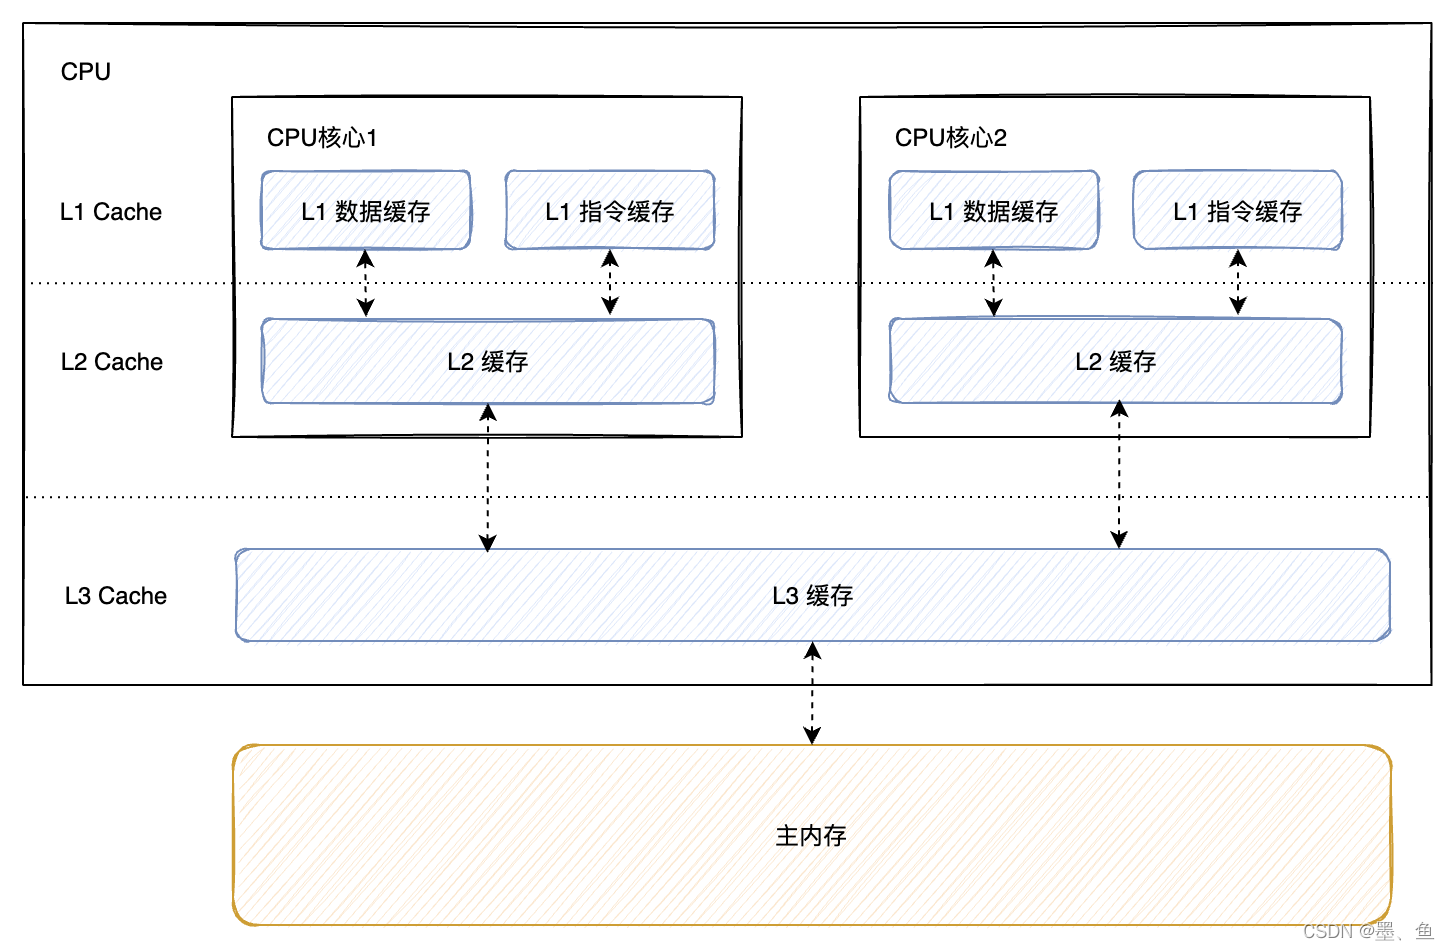 CPU
CPU核心1
CPU核心2
L1 Cache
L1 数据缓存
L1 指令缓存
L1 数据缓存
L1 指令缓存
L2 Cache
L2 缓存
L2 缓存
L3 Cache
L3 缓存
主内存
CSDN @墨、鱼